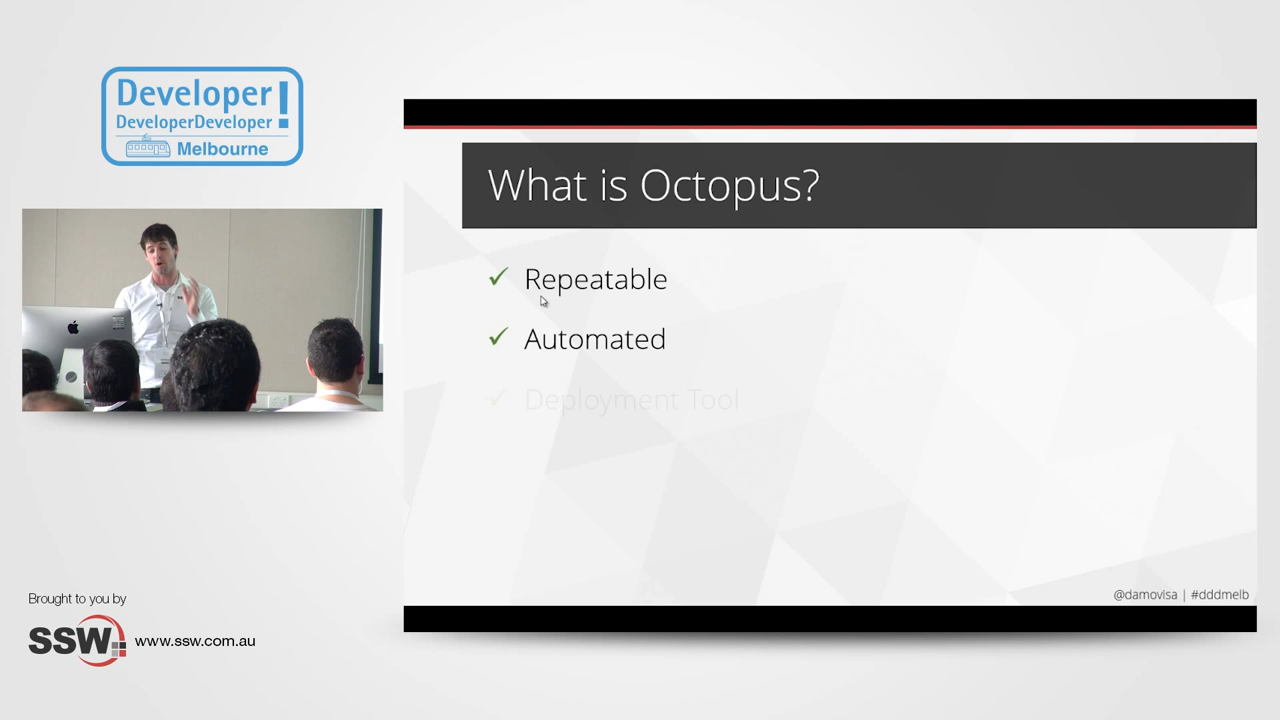 Developer!
DeveloperDeveloper
Melbourne
What is Octopus?
✓ Repeatable
✓ Automated
✓ Deployment Tool
@damovisa | #dddmelb
Brought to you by
SSW
www.ssw.com.au